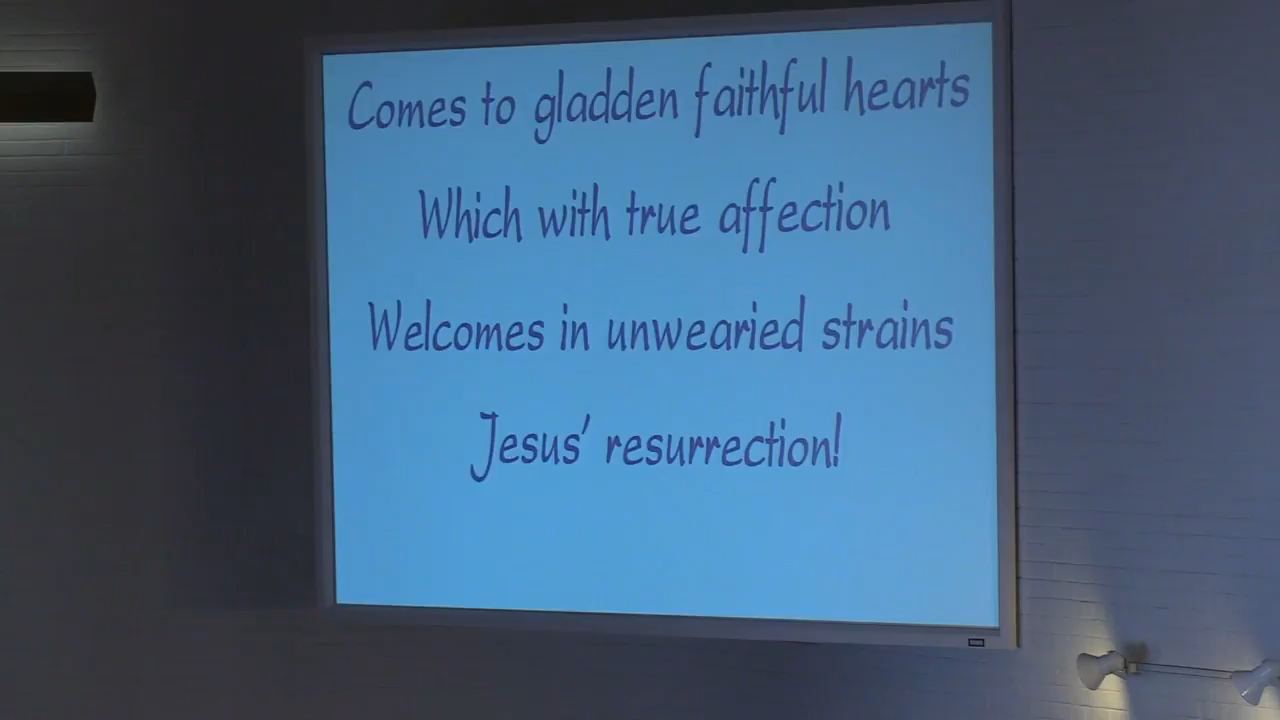 Comes to gladden faithful hearts
Which with true affection
Welcomes in unwearied strains
Jesus' resurrection!